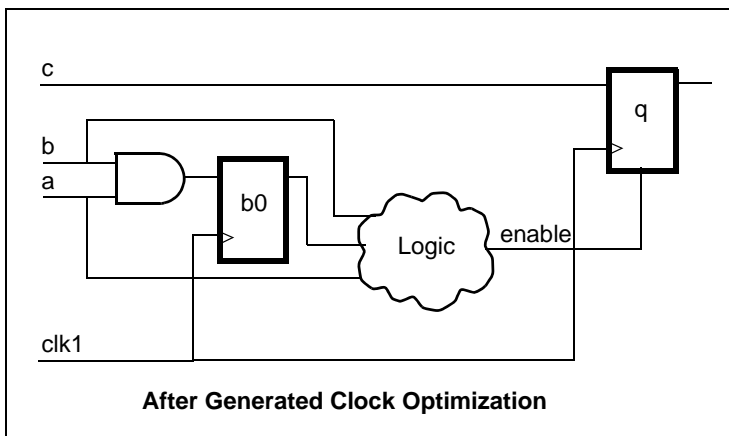 c
q
b
a
b0
Logic
enable
clk1
After Generated Clock Optimization